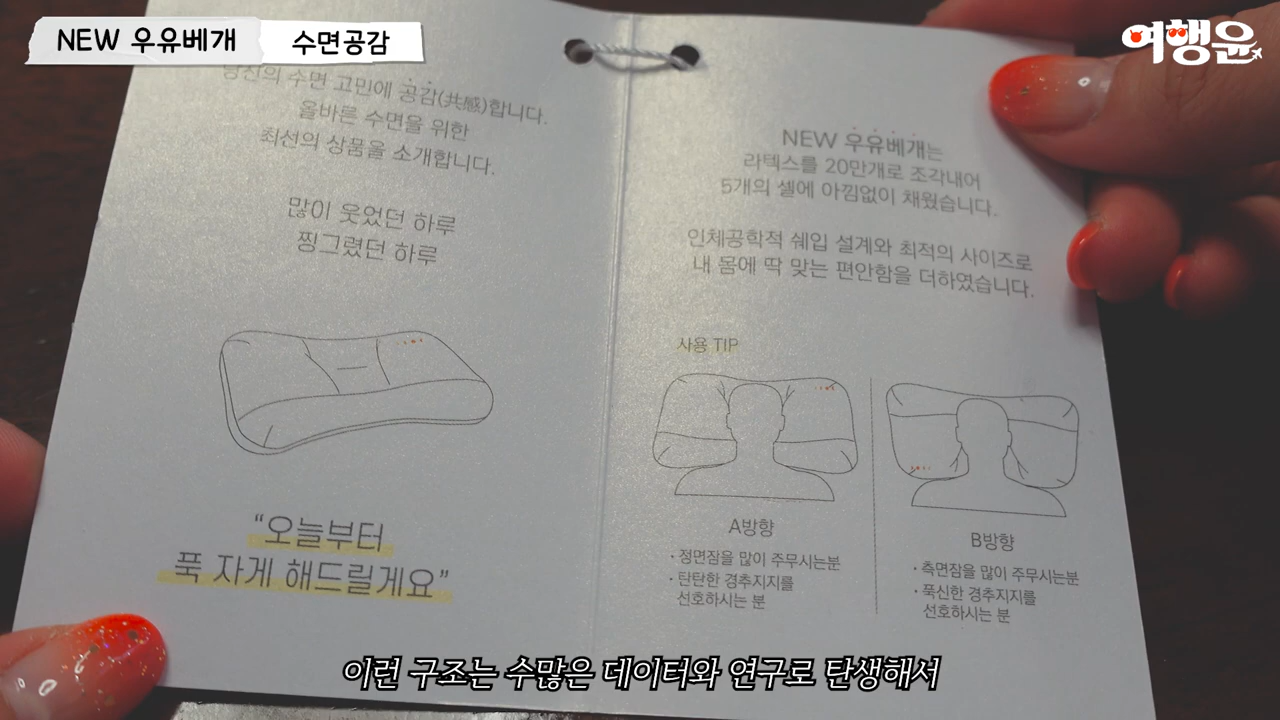 NEW 우유베개
수면공감
여행윤
당신의 수면 고민에 공감(共感)합니다.
올바른 수면을 위한
최선의 상품을 소개합니다.
많이 웃었던 하루
찡그렸던 하루
“오늘부터
푹 자게 해드릴게요”
NEW 우유베개는
라텍스를 20만개로 조각내어
5개의 셀에 아낌없이 채웠습니다.
인체공학적 쉐입 설계와 최적의 사이즈로
내 몸에 딱 맞는 편안함을 더하였습니다.
사용 TIP
A방향
· 정면잠을 많이 주무시는분
· 탄탄한 경추지지를
선호하시는 분
B방향
· 측면잠을 많이 주무시는분
· 푹신한 경추지지를
선호하시는 분
이런 구조는 수많은 데이터와 연구로 탄생해서